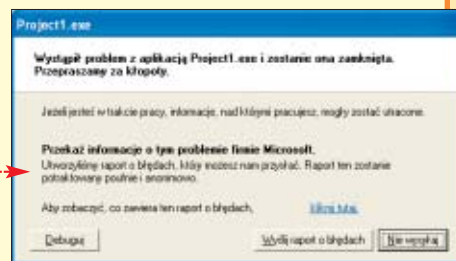 Project1.exe
Wystąpił problem z aplikacją Project1.exe i zostanie ona zamknięta.
Przepraszamy za kłopoty.
Jeżeli jesteś w trakcie pracy, informacje, nad którymi pracujesz, mogły zostać utracone.
Przekaż informacje o tym problemie firmie Microsoft.
Utworzyliśmy raport o błędach, który możesz nam przysłać. Raport ten zostanie
potraktowany poufnie i anonimowo.
Aby zobaczyć, co zawiera ten raport o błędach, kliknij tutaj.
Debuguj
Wyślij raport o błędach
Nie wysyłaj